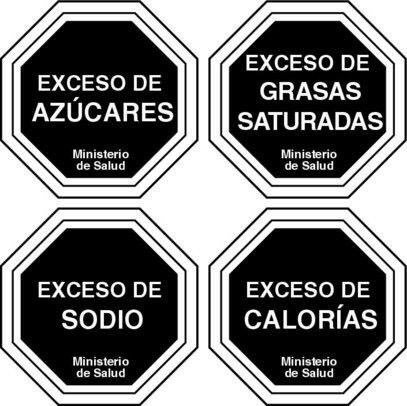 EXCESO DE
AZÚCARES
Ministerio
de Salud
EXCESO DE
GRASAS
SATURADAS
Ministerio
de Salud
EXCESO DE
SODIO
Ministerio
de Salud
EXCESO DE
CALORÍAS
Ministerio
de Salud